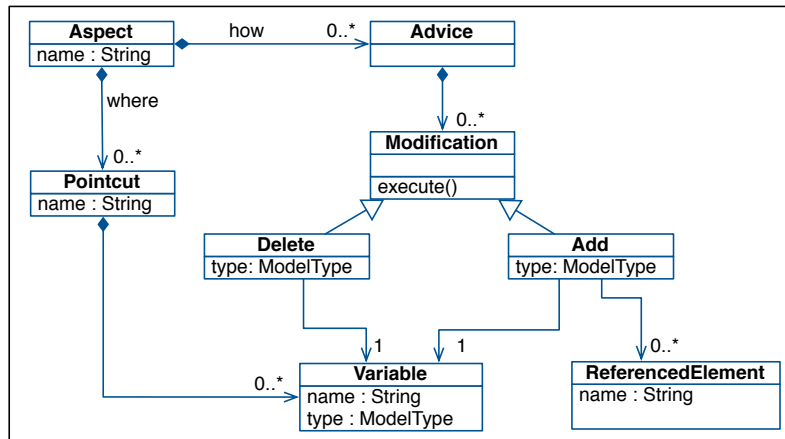 Aspect
name : String
how
0..*
Advice
where
0..*
0..*
Modification
execute()
Pointcut
name : String
Delete
type: ModelType
Add
type: ModelType
1
1
0..*
0..*
Variable
name : String
type : ModelType
ReferencedElement
name : String